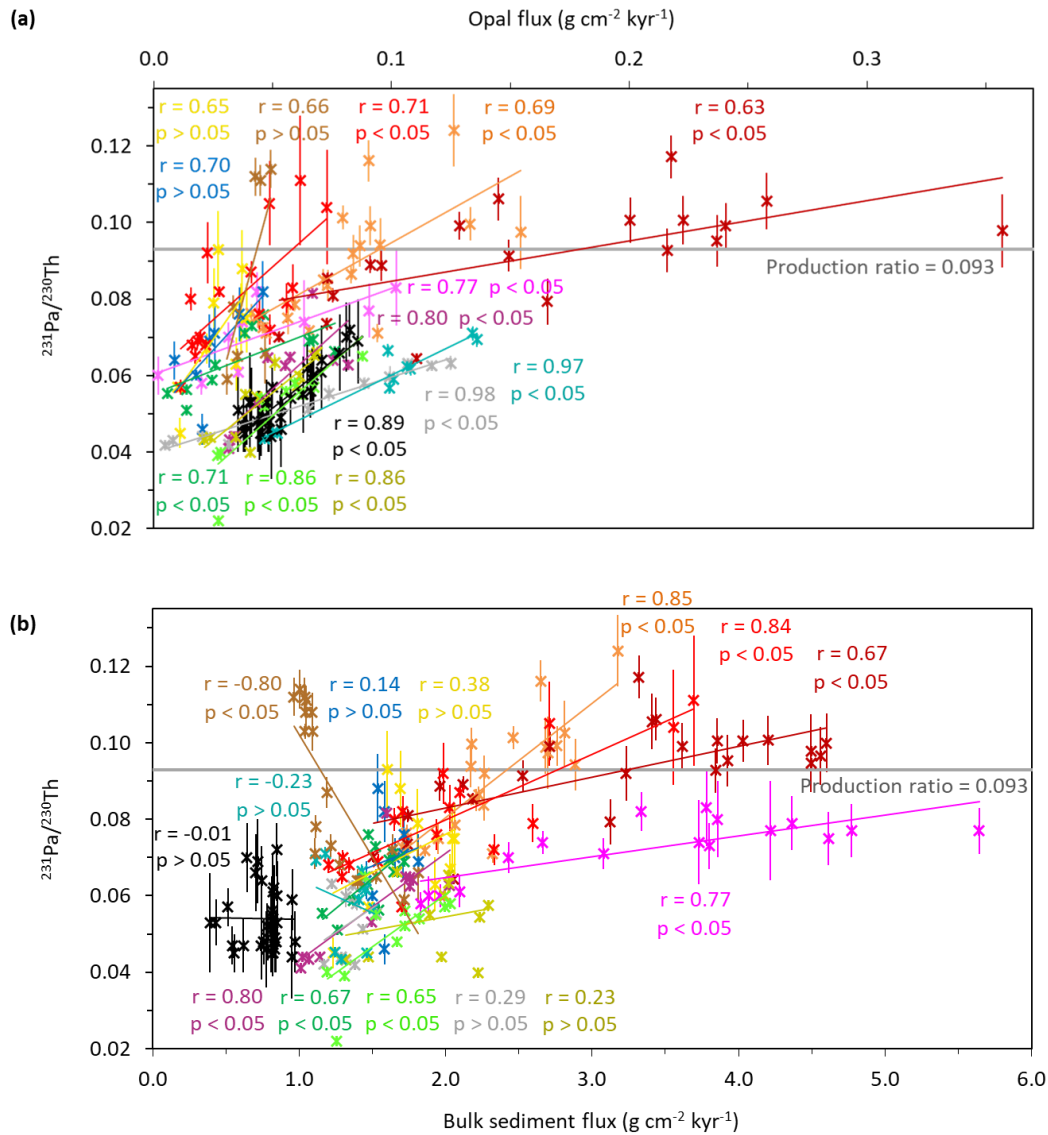 (a)
Opal flux (g cm⁻² kyr⁻¹)
0.0 0.1 0.2 0.3
r = 0.65 r = 0.66 r = 0.71 r = 0.69 r = 0.63
p > 0.05 p > 0.05 p < 0.05 p < 0.05 p < 0.05
0.12
r = 0.70
p > 0.05
0.10
Production ratio = 0.093
²³¹Pa/²³⁰Th
0.08
r = 0.77 p < 0.05
r = 0.80 p < 0.05
0.06
r = 0.97
p < 0.05
r = 0.98
p < 0.05
r = 0.89
p < 0.05
0.04
r = 0.71 r = 0.86 r = 0.86
p < 0.05 p < 0.05 p < 0.05
0.02
(b)
r = 0.85
p < 0.05
r = 0.84
p < 0.05
r = 0.67
p < 0.05
0.12
r = -0.80 r = 0.14 r = 0.38
p < 0.05 p > 0.05 p > 0.05
0.10
Production ratio = 0.093
r = -0.23
p > 0.05
²³¹Pa/²³⁰Th
0.08
r = -0.01
p > 0.05
0.06
r = 0.77
p < 0.05
0.04
r = 0.80 r = 0.67 r = 0.65 r = 0.29 r = 0.23
p < 0.05 p < 0.05 p < 0.05 p > 0.05 p > 0.05
0.02
0.0 1.0 2.0 3.0 4.0 5.0 6.0
Bulk sediment flux (g cm⁻² kyr⁻¹)